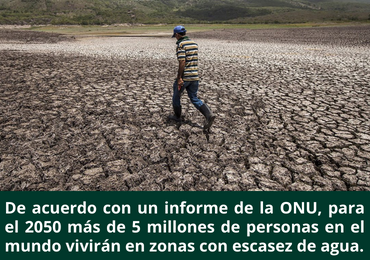 De acuerdo con un informe de la ONU, para
el 2050 más de 5 millones de personas en el
mundo vivirán en zonas con escasez de agua.